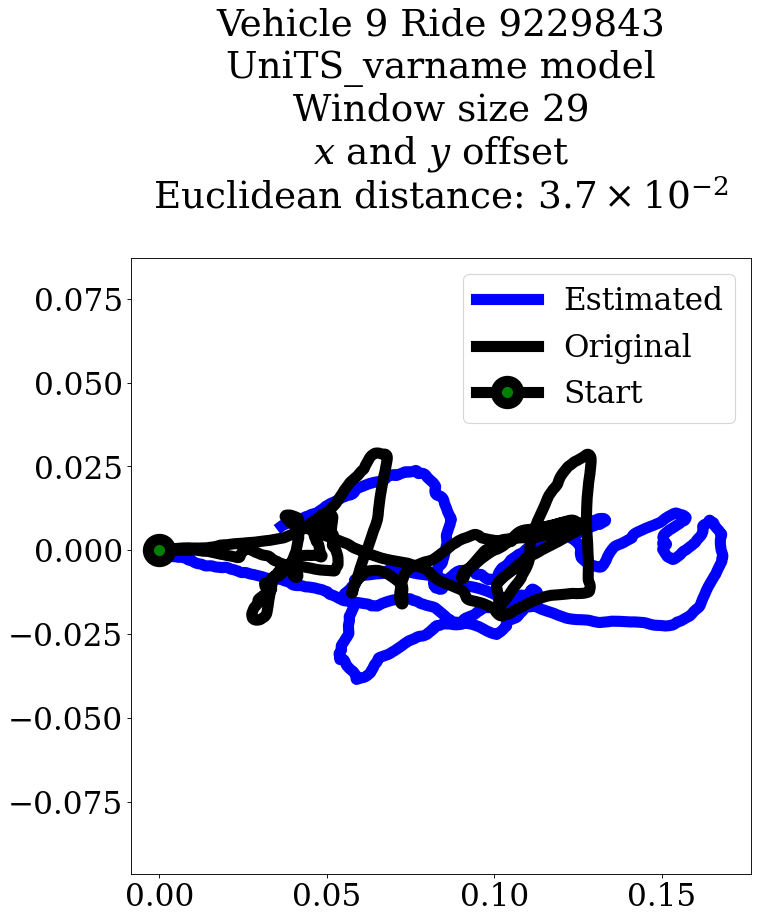 Vehicle 9 Ride 9229843
UniTS_varname model
Window size 29
x and y offset
Euclidean distance: 3.7 × 10⁻²
Estimated
Original
Start
0.075
0.050
0.025
0.000
−0.025
−0.050
−0.075
0.00 0.05 0.10 0.15